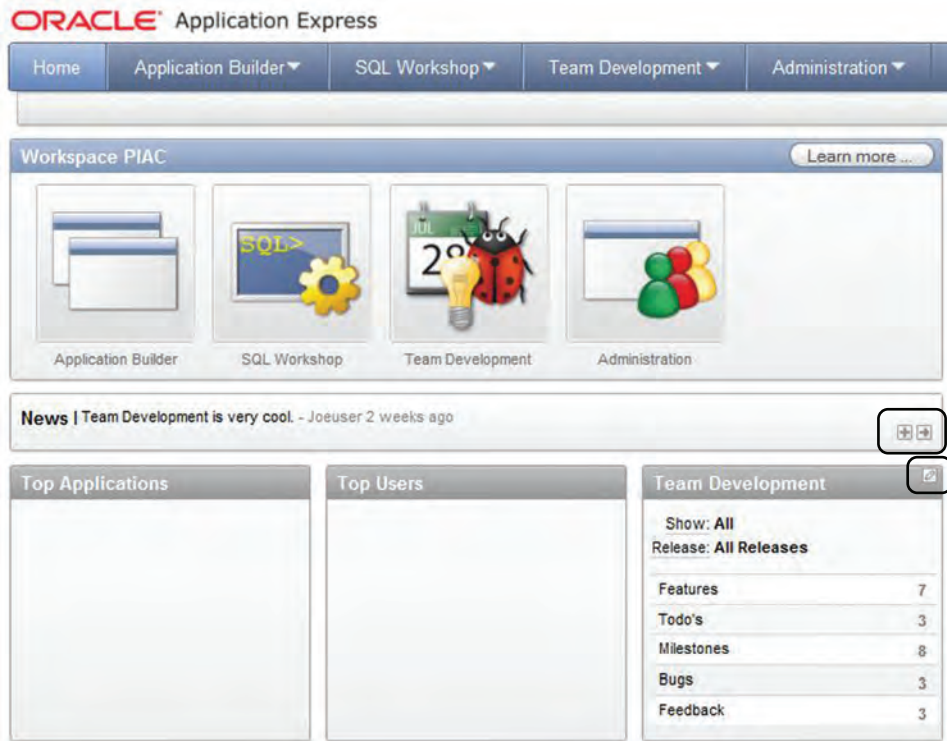 ORACLE Application Express
Home Application Builder SQL Workshop Team Development Administration
Workspace PIAC Learn more ...
SQL>
JUL
28
Application Builder SQL Workshop Team Development Administration
News | Team Development is very cool. - Joeuser 2 weeks ago
Top Applications Top Users Team Development
Show: All
Release: All Releases
Features 7
Todo's 3
Milestones 8
Bugs 3
Feedback 3